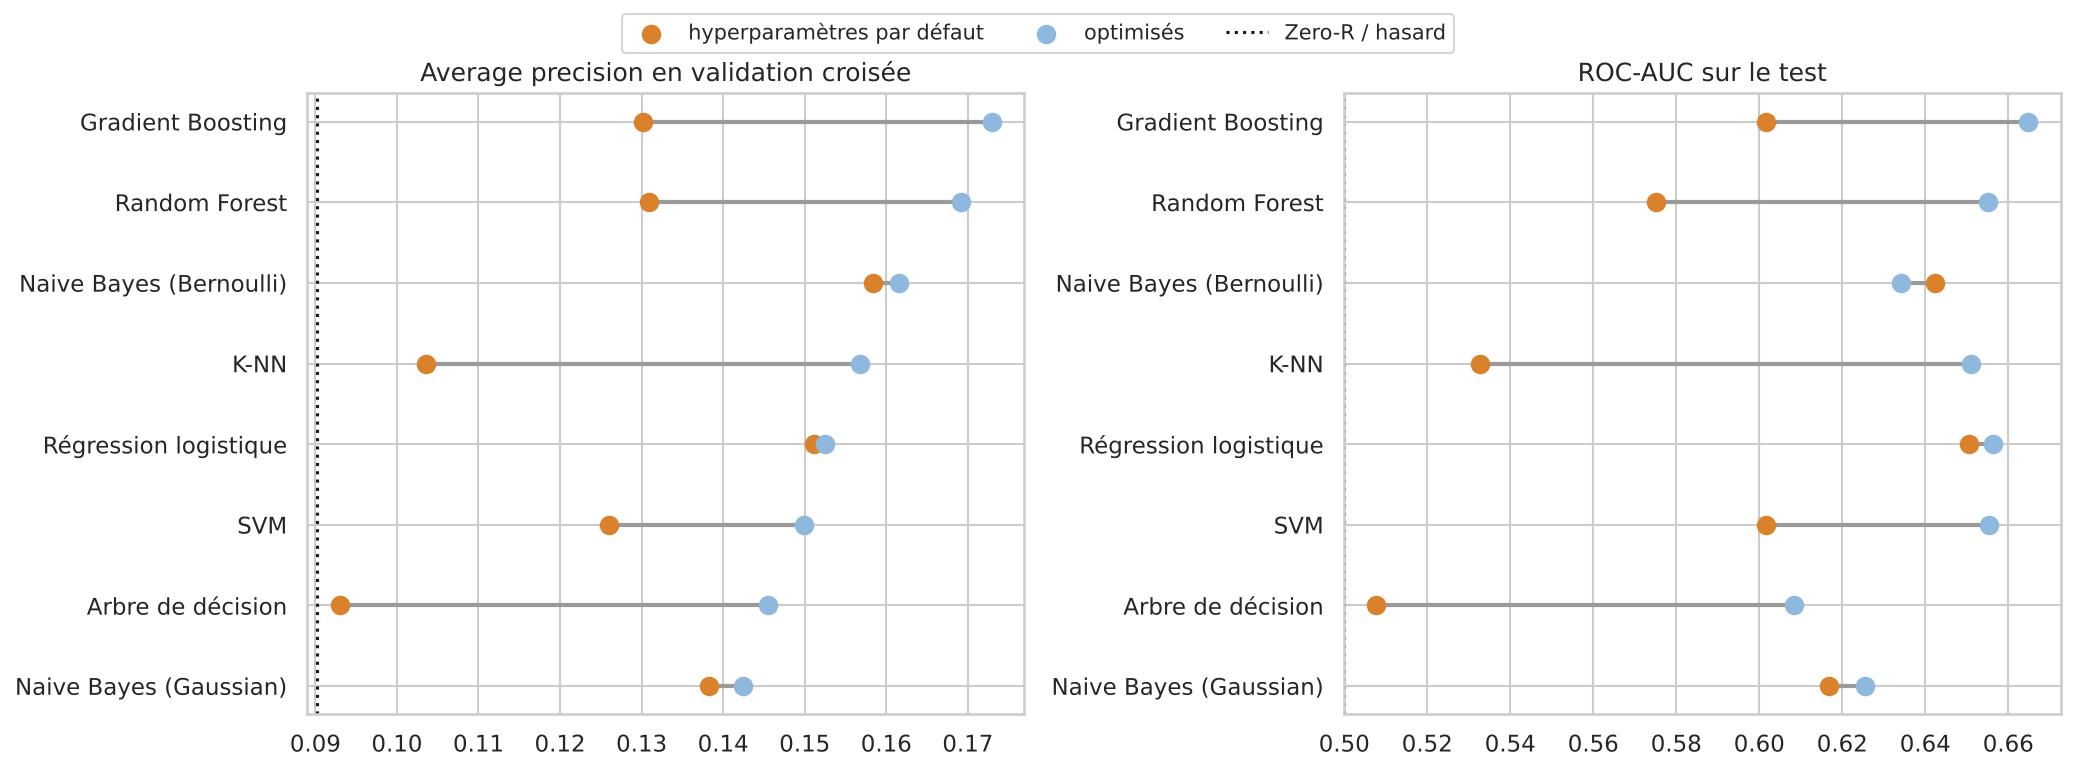 hyperparamètres par défaut optimisés Zero-R / hasard
Average precision en validation croisée
Gradient Boosting
Random Forest
Naive Bayes (Bernoulli)
K-NN
Régression logistique
SVM
Arbre de décision
Naive Bayes (Gaussian)
0.09 0.10 0.11 0.12 0.13 0.14 0.15 0.16 0.17
ROC-AUC sur le test
Gradient Boosting
Random Forest
Naive Bayes (Bernoulli)
K-NN
Régression logistique
SVM
Arbre de décision
Naive Bayes (Gaussian)
0.50 0.52 0.54 0.56 0.58 0.60 0.62 0.64 0.66